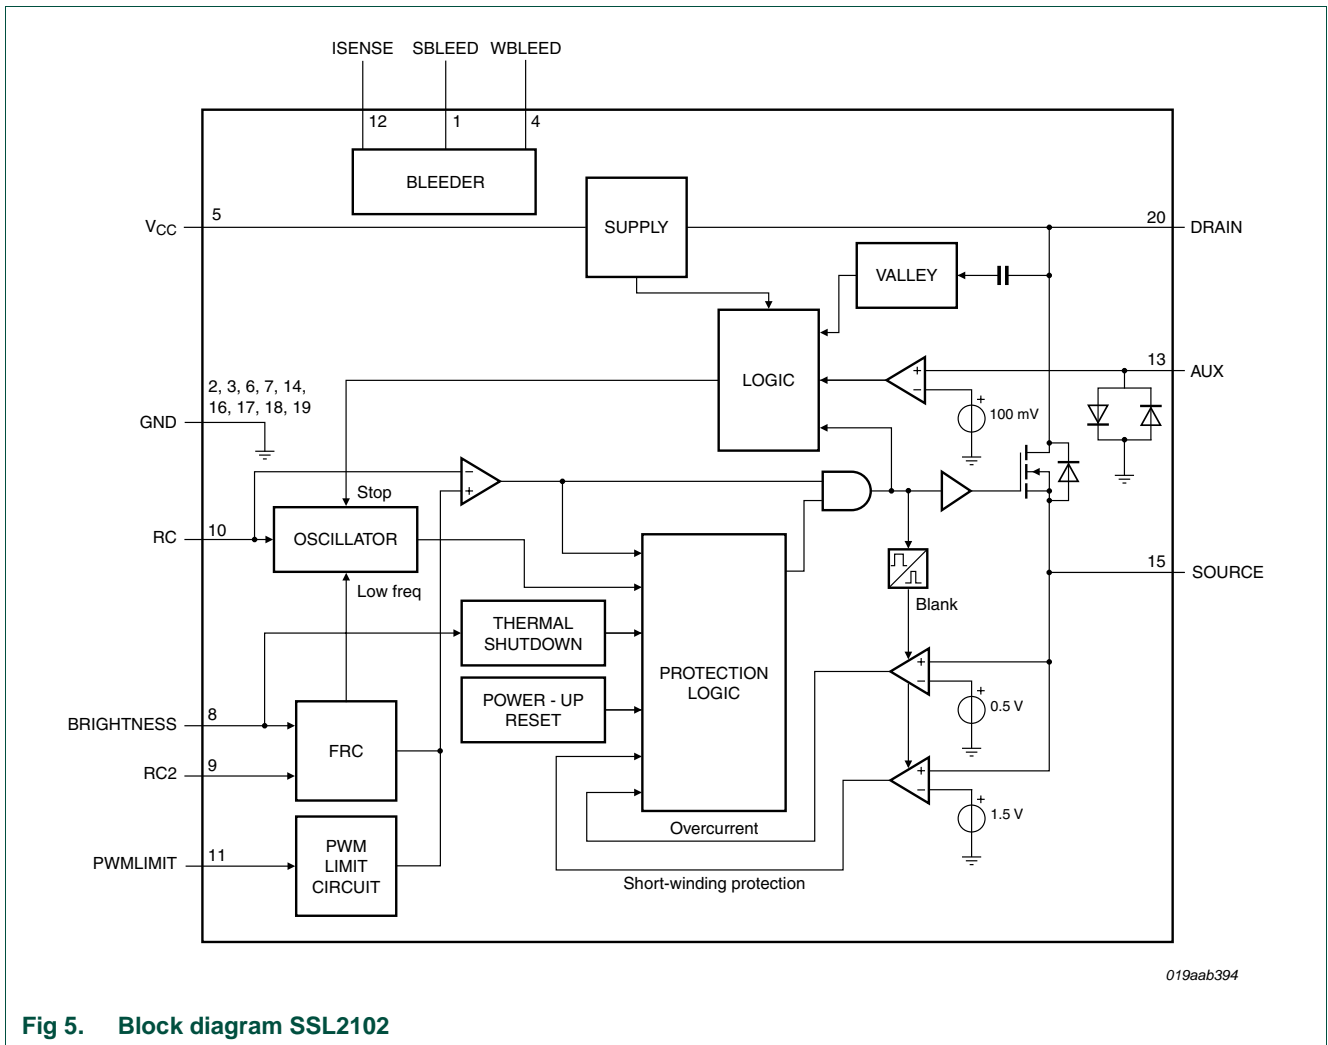 ISENSE SBLEED WBLEED
12 1 4
BLEEDER
VCC 5
SUPPLY
20 DRAIN
VALLEY
2, 3, 6, 7, 14,
16, 17, 18, 19
GND
LOGIC
+
−
+
100 mV
13 AUX
−
+
Stop
RC 10
OSCILLATOR
Low freq
15 SOURCE
Blank
THERMAL
SHUTDOWN
POWER - UP
RESET
PROTECTION
LOGIC
+
−
+
0.5 V
BRIGHTNESS 8
RC2 9
FRC
+
−
+
1.5 V
PWMLIMIT 11
PWM
LIMIT
CIRCUIT
Overcurrent
Short-winding protection
019aab394
Fig 5. Block diagram SSL2102